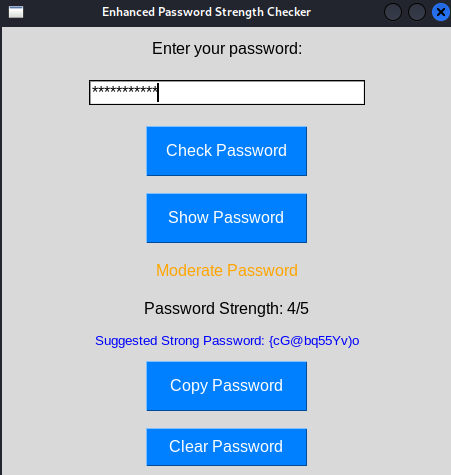 Enhanced Password Strength Checker
Enter your password:
***********
Check Password
Show Password
Moderate Password
Password Strength: 4/5
Suggested Strong Password: {cG@bq55Yv)o
Copy Password
Clear Password